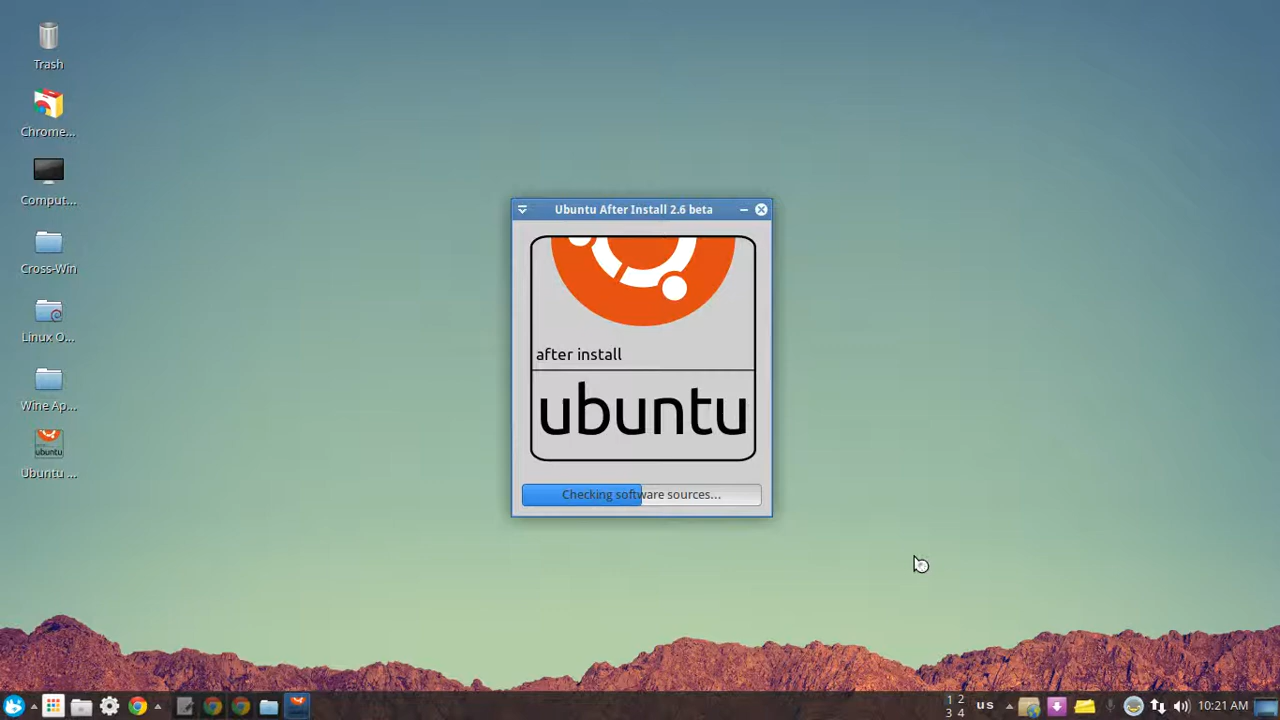 Trash
Chrome...
Comput...
Cross-Win
Linux O...
Wine Ap...
ubuntu
Ubuntu ...
Ubuntu After Install 2.6 beta
after install
ubuntu
Checking software sources...
1 2
3 4
us
10:21 AM